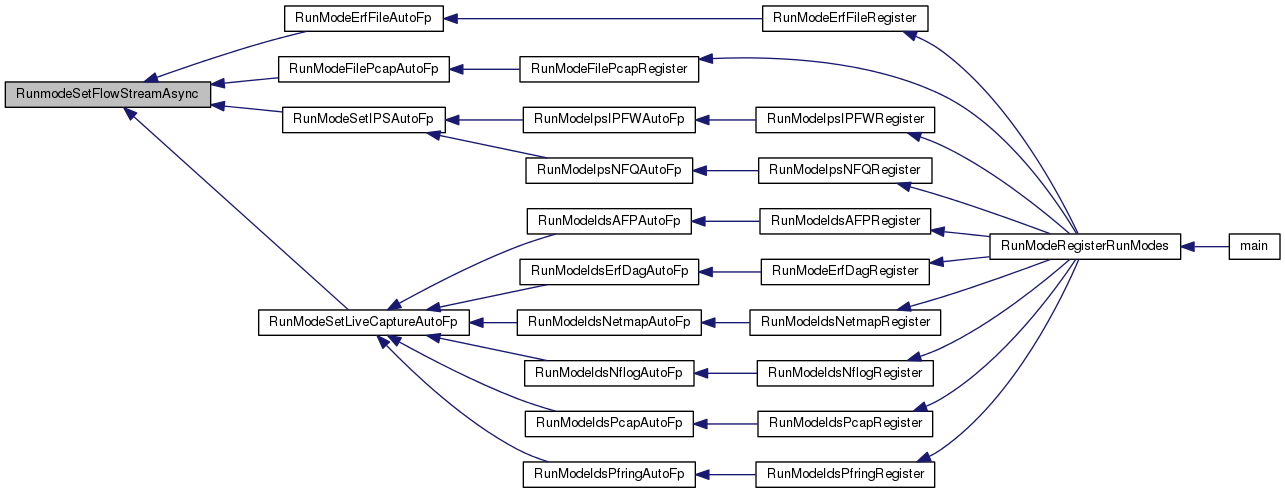 RunModeErfFileAutoFp
RunModeErfFileRegister
RunModeFilePcapAutoFp
RunModeFilePcapRegister
RunmodeSetFlowStreamAsync
RunModeSetIPSAutoFp
RunModeIpsIPFWAutoFp
RunModeIpsIPFWRegister
RunModeIpsNFQAutoFp
RunModeIpsNFQRegister
RunModeIdsAFPAutoFp
RunModeIdsAFPRegister
RunModeRegisterRunModes
main
RunModeIdsErfDagAutoFp
RunModeErfDagRegister
RunModeSetLiveCaptureAutoFp
RunModeIdsNetmapAutoFp
RunModeIdsNetmapRegister
RunModeIdsNflogAutoFp
RunModeIdsNflogRegister
RunModeIdsPcapAutoFp
RunModeIdsPcapRegister
RunModeIdsPfringAutoFp
RunModeIdsPfringRegister